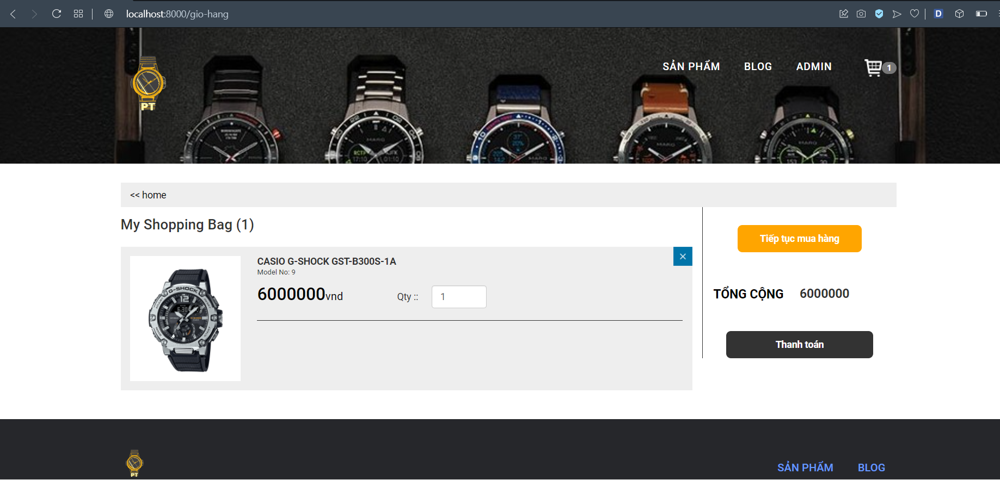 localhost:8000/gio-hang
D
SẢN PHẨM BLOG ADMIN 1
PT
<< home
My Shopping Bag (1)
Tiếp tục mua hàng
CASIO G-SHOCK GST-B300S-1A
Model No: 9
6000000vnd Qty :: 1
G-SHOCK
TỔNG CỘNG 6000000
Thanh toán
PT
SẢN PHẨM BLOG